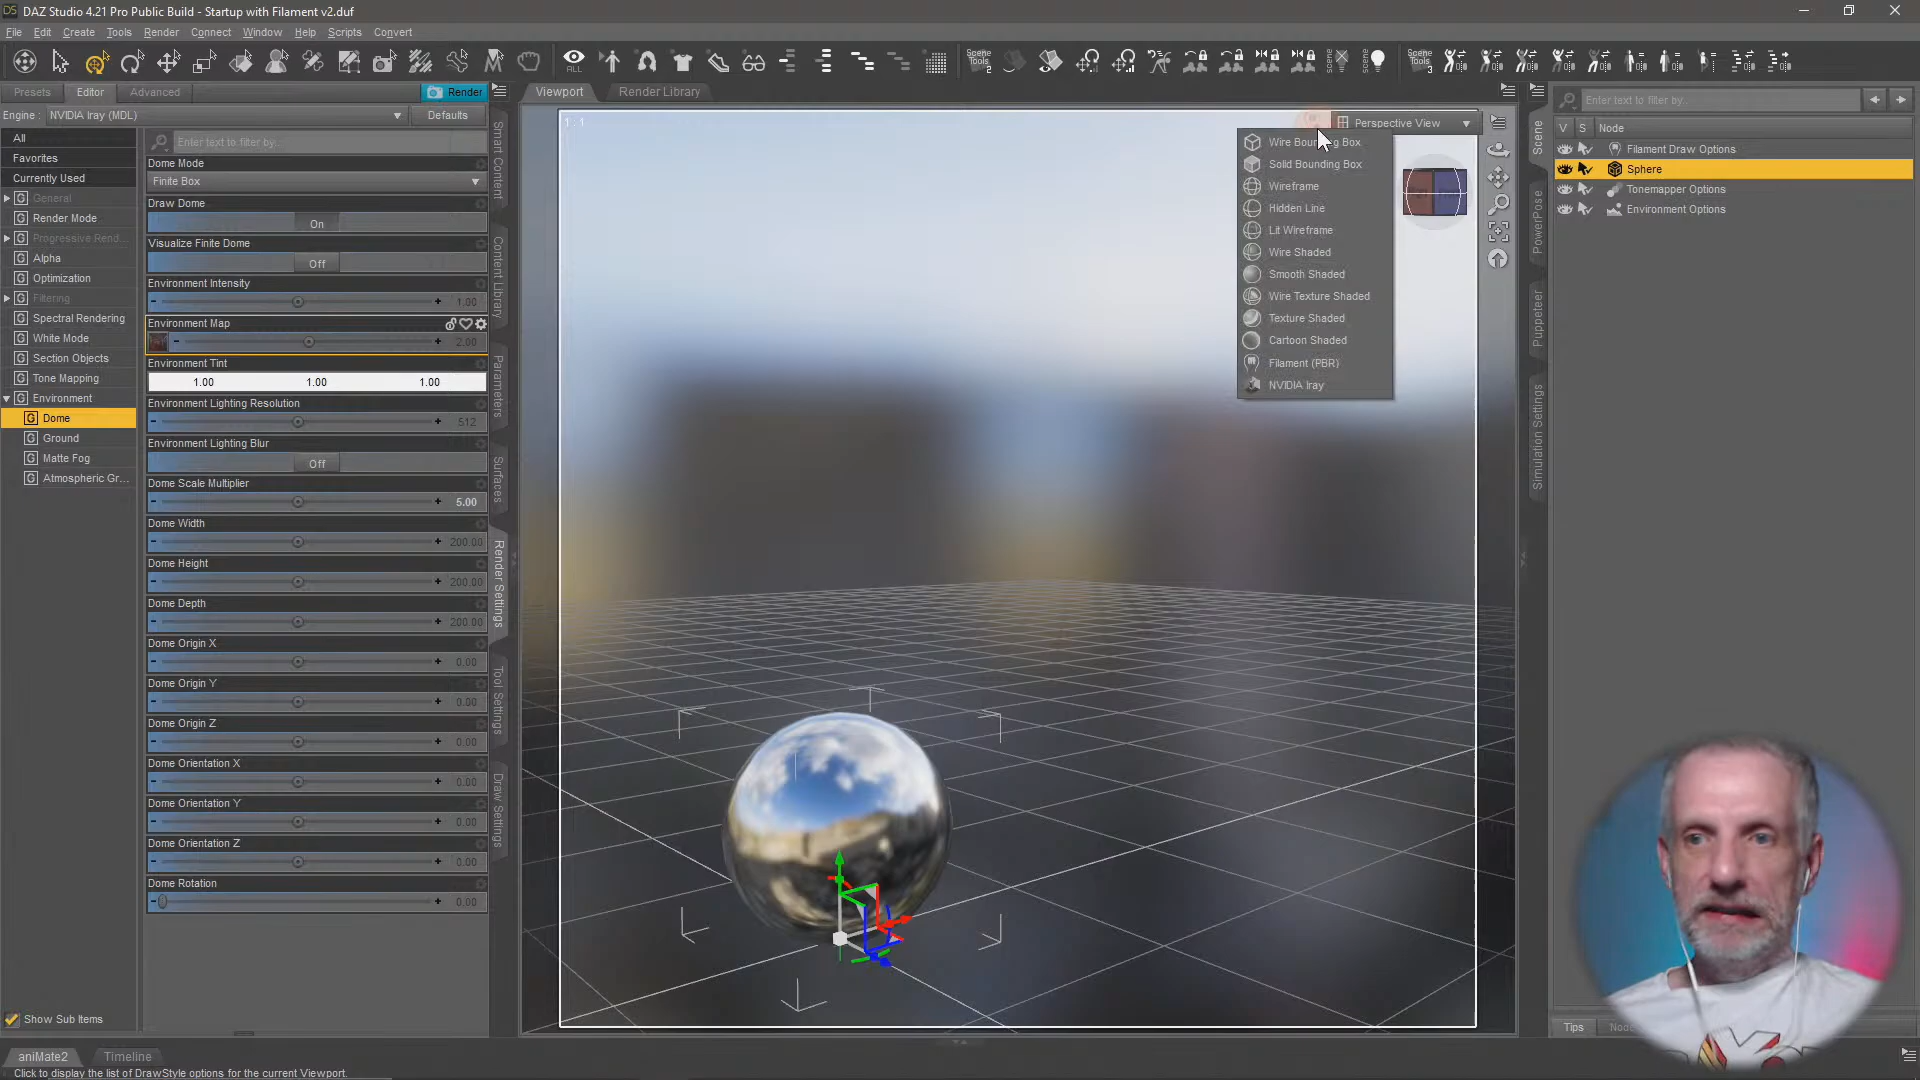 DAZ Studio 4.21 Pro Public Build - Startup with Filament v2.duf
File Edit Create Tools Render Connect Window Help Scripts Convert
FILL
Scene Tools 2
Scene Tools 3
Presets Editor Advanced Render
Viewport Render Library
Engine : NVIDIA Iray (MDL) Defaults
All
Favorites
Currently Used
General
Render Mode
Progressive Rend...
Alpha
Optimization
Filtering
Spectral Rendering
White Mode
Section Objects
Tone Mapping
Environment
Dome
Ground
Matte Fog
Atmospheric Gr...
Show Sub Items
Enter text to filter by...
Dome Mode
Finite Box
Draw Dome
On
Visualize Finite Dome
Off
Environment Intensity
1.00
Environment Map
2.00
Environment Tint
1.00 1.00 1.00
Environment Lighting Resolution
512
Environment Lighting Blur
Off
Dome Scale Multiplier
5.00
Dome Width
200.00
Dome Height
200.00
Dome Depth
200.00
Dome Origin X
0.00
Dome Origin Y
0.00
Dome Origin Z
0.00
Dome Orientation X
0.00
Dome Orientation Y
0.00
Dome Orientation Z
0.00
Dome Rotation
0.00
Smart Content
Content Library
Parameters
Surfaces
Render Settings
Tool Settings
Draw Settings
1 : 1
Perspective View
Wire Bounding Box
Solid Bounding Box
Wireframe
Hidden Line
Lit Wireframe
Wire Shaded
Smooth Shaded
Wire Texture Shaded
Texture Shaded
Cartoon Shaded
Filament (PBR)
NVIDIA Iray
Scene
PowerPose
Puppeteer
Simulation Settings
Enter text to filter by...
V S Node
Filament Draw Options
Sphere
Tonemapper Options
Environment Options
Tips
aniMate2 Timeline
Click to display the list of DrawStyle options for the current Viewport.